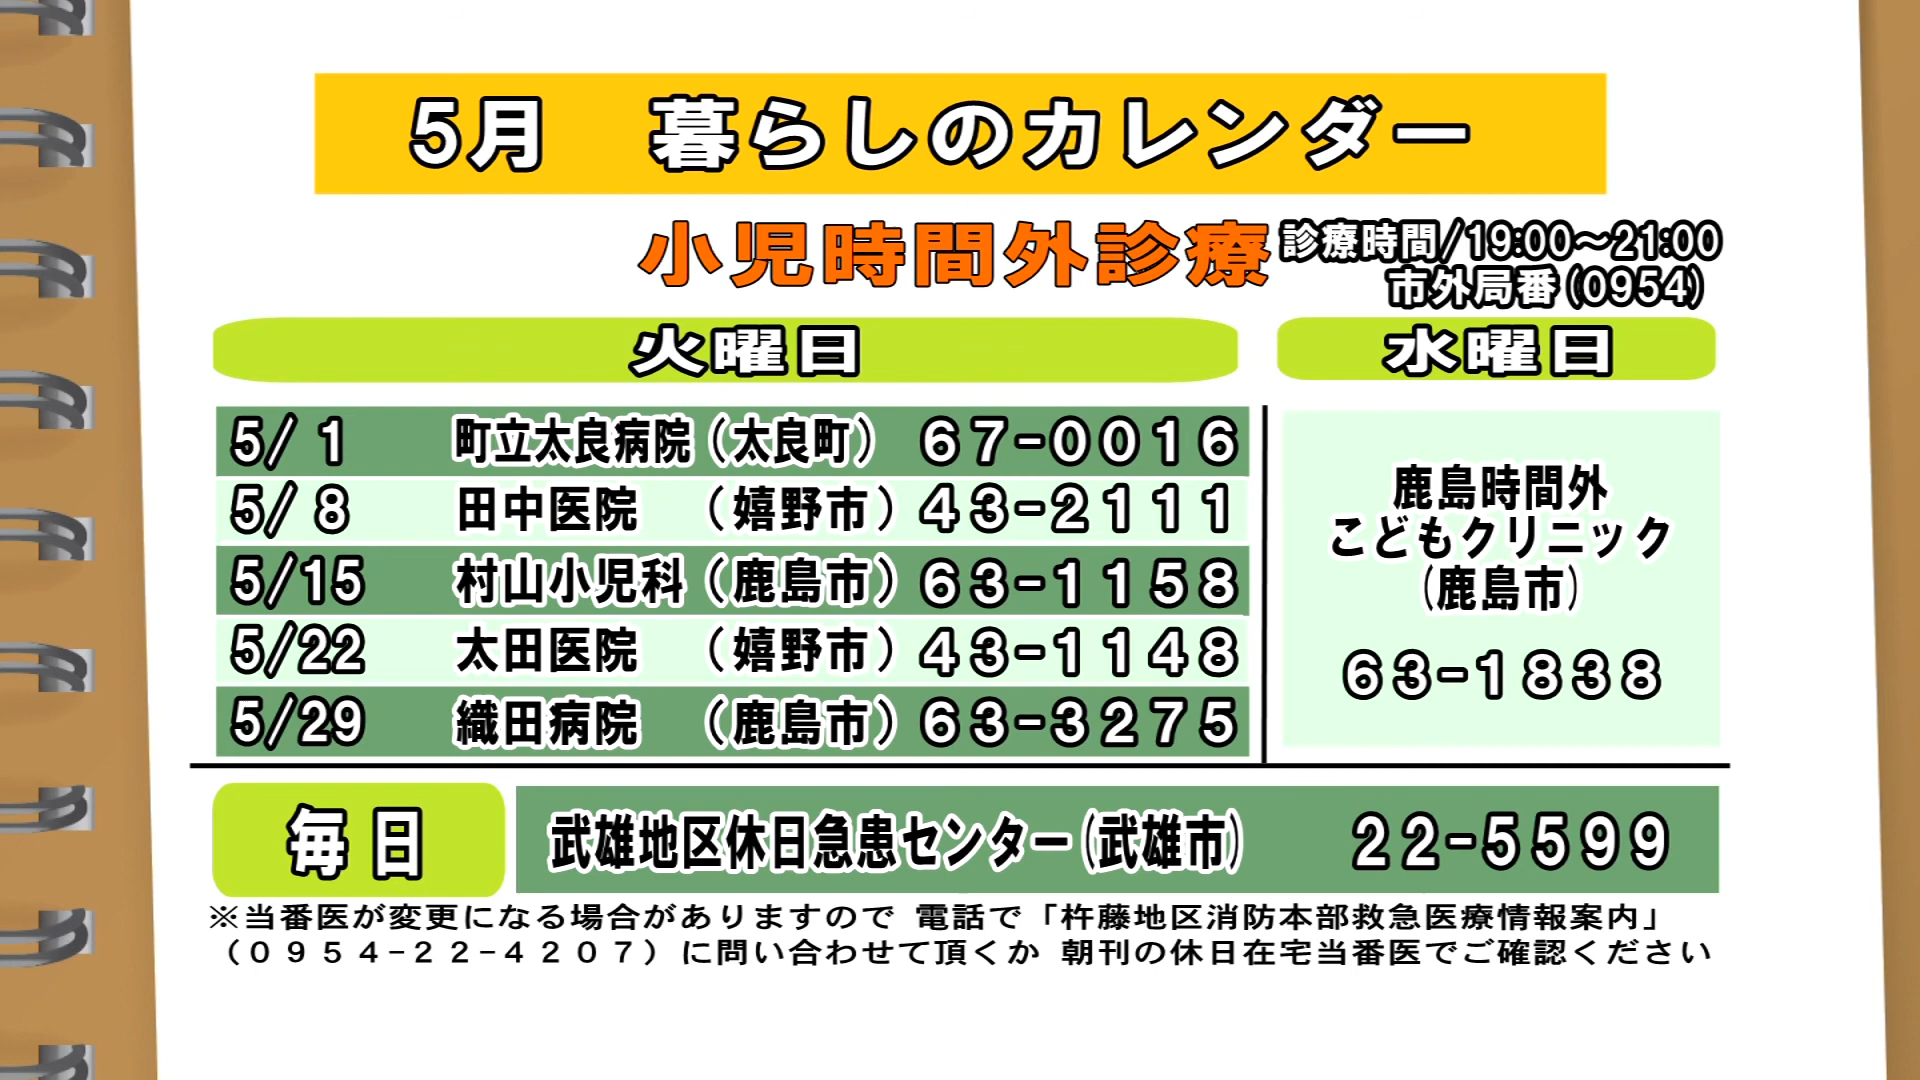 5月　暮らしのカレンダー
小児時間外診療
診療時間/19:00～21:00
市外局番(0954)
火曜日
5/ 1　町立太良病院（太良町）６７-００１６
5/ 8　田中医院　（嬉野市）４３-２１１１
5/15　村山小児科（鹿島市）６３-１１５８
5/22　太田医院　（嬉野市）４３-１１４８
5/29　織田病院　（鹿島市）６３-３２７５
水曜日
鹿島時間外
こどもクリニック
(鹿島市)
６３-１８３８
毎日
武雄地区休日急患センター(武雄市)　２２-５５９９
※当番医が変更になる場合がありますので 電話で「杵藤地区消防本部救急医療情報案内」
（０９５４-２２-４２０７）に問い合わせて頂くか 朝刊の休日在宅当番医でご確認ください